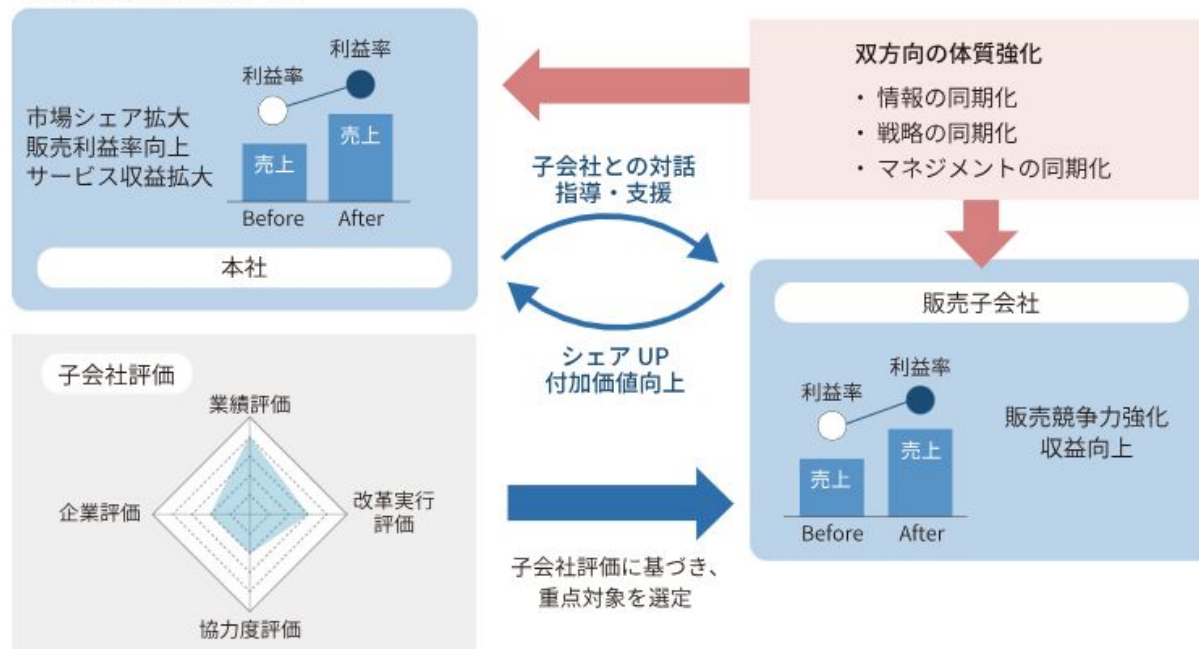 利益率
利益率
市場シェア拡大
販売利益率向上
サービス収益拡大
売上
売上
Before
After
本社
双方向の体質強化
・ 情報の同期化
・ 戦略の同期化
・ マネジメントの同期化
子会社との対話
指導・支援
シェア UP
付加価値向上
販売子会社
利益率
利益率
売上
売上
Before
After
販売競争力強化
収益向上
子会社評価
業績評価
企業評価
改革実行
評価
協力度評価
子会社評価に基づき、
重点対象を選定